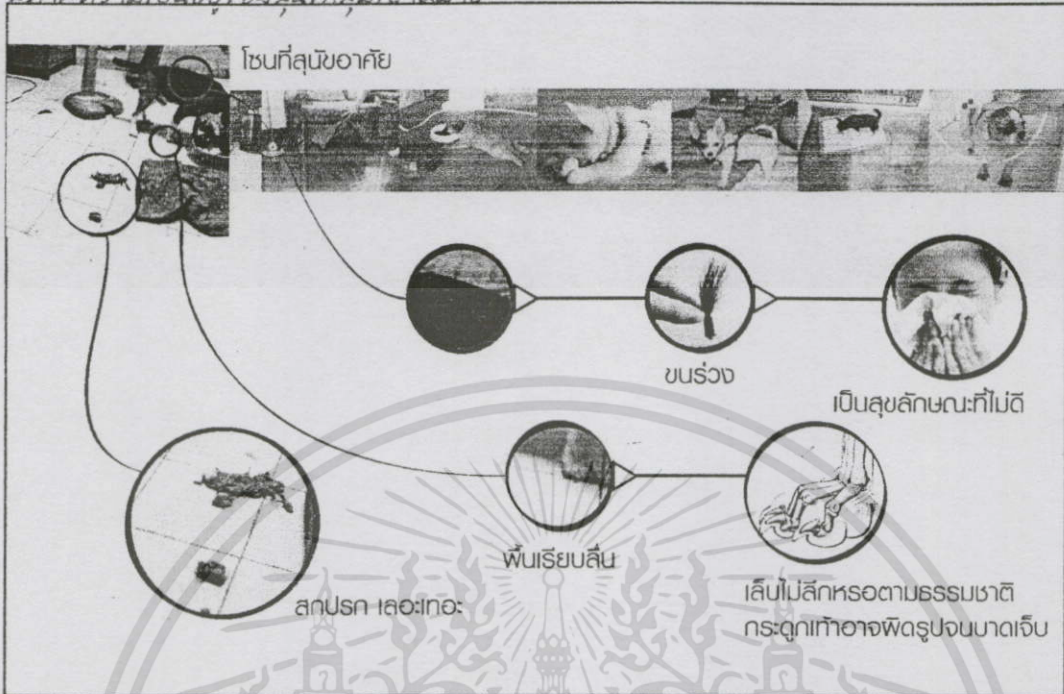 โซนที่สุนัขอาศัย
ขนร่วง
เป็นสุขลักษณะที่ไม่ดี
พื้นเรียบลื่น
สกปรก เลอะเทอะ
เล็บไม่สึกหรอตามธรรมชาติ
กระดูกเท้าอาจผิดรูปจนบาดเจ็บ